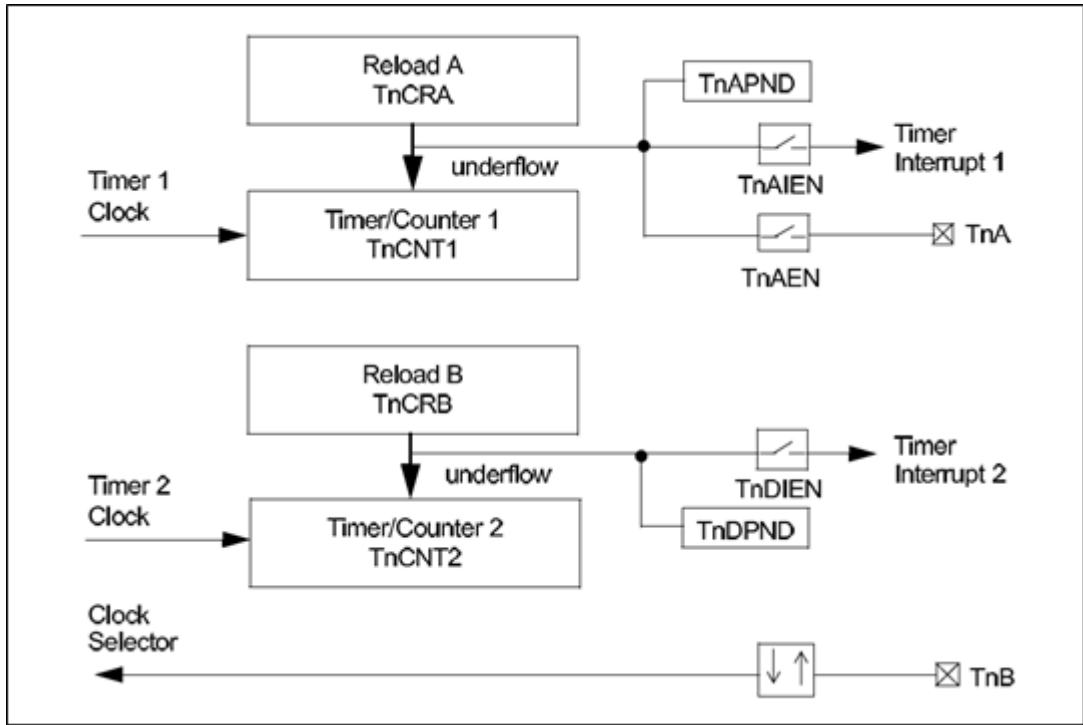 Reload A
TnCRA
TnAPND
underflow
Timer
Interrupt 1
TnAIEN
Timer 1
Clock
Timer/Counter 1
TnCNT1
TnA
TnAEN
Reload B
TnCRB
underflow
Timer
Interrupt 2
TnDIEN
Timer 2
Clock
Timer/Counter 2
TnCNT2
TnDPND
Clock
Selector
TnB